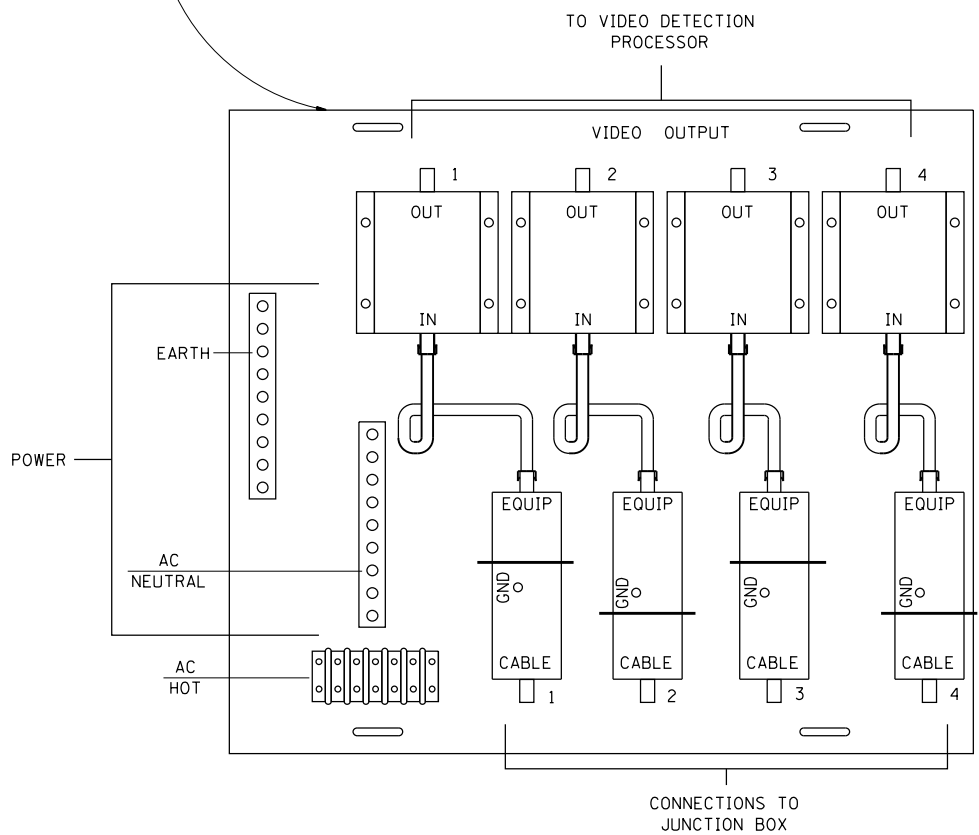 TO VIDEO DETECTION
PROCESSOR
VIDEO OUTPUT
1
2
3
4
OUT
OUT
OUT
OUT
IN
IN
IN
IN
EARTH
POWER
EQUIP
EQUIP
EQUIP
EQUIP
AC
NEUTRAL
GND
GND
GND
GND
CABLE
CABLE
CABLE
CABLE
AC
HOT
1
2
3
4
CONNECTIONS TO
JUNCTION BOX